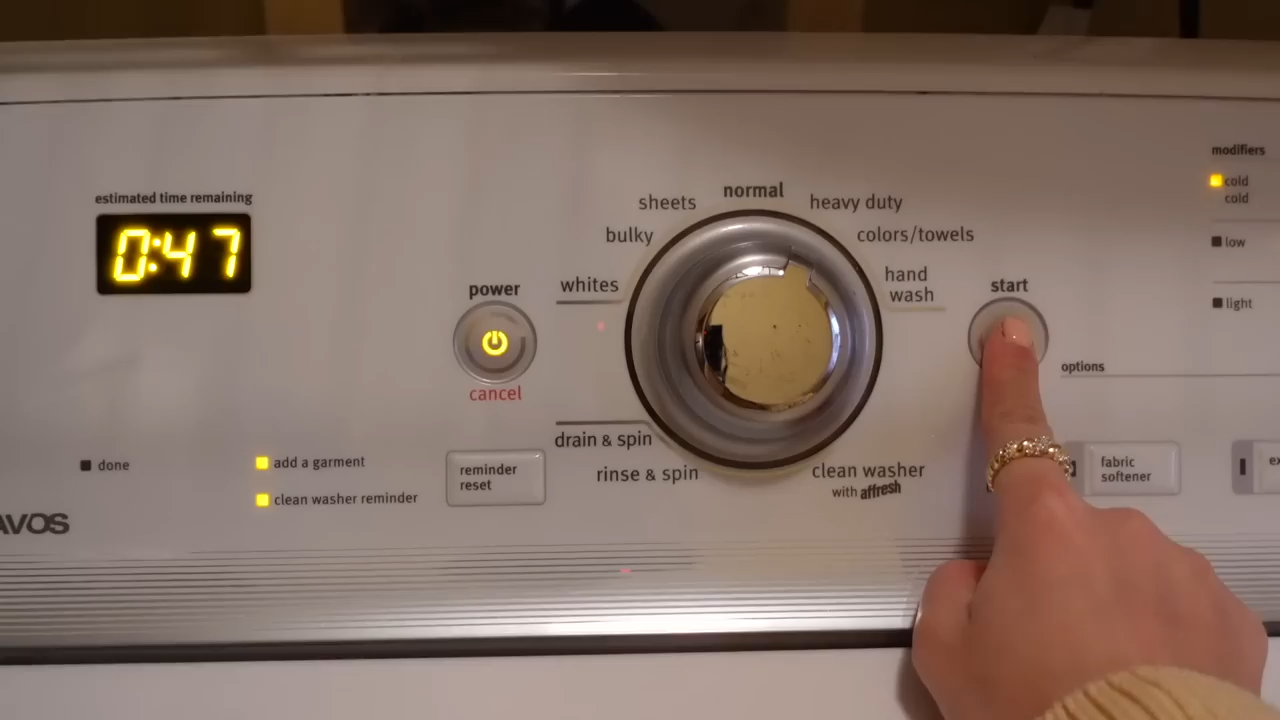 estimated time remaining
0:47
done
add a garment
clean washer reminder
AVOS
power
cancel
reminder
reset
normal
sheets
heavy duty
bulky
colors/towels
whites
hand
wash
drain & spin
rinse & spin
clean washer
with affresh
start
modifiers
cold
cold
low
light
options
fabric
softener
ex